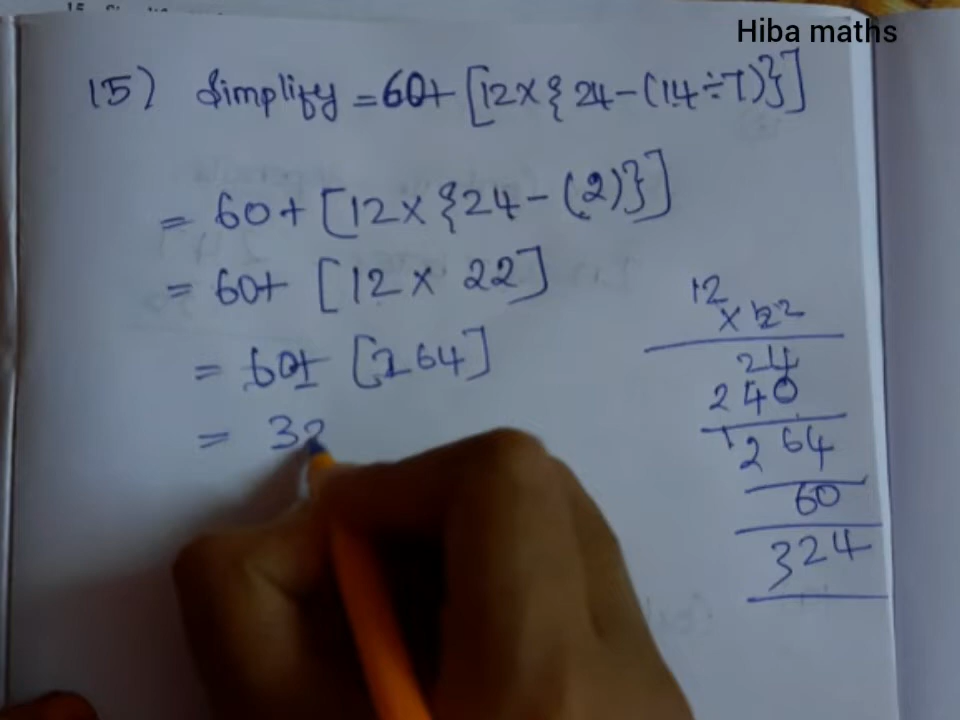 Hiba maths
15) Simplify = 60+ [12 × { 24 - (14 ÷ 7)}]
= 60 + [12 × {24 - (2)}]
= 60+ [12 × 22]
= 60+ [264]
= 32
12
× 22
24
240
264
60
324